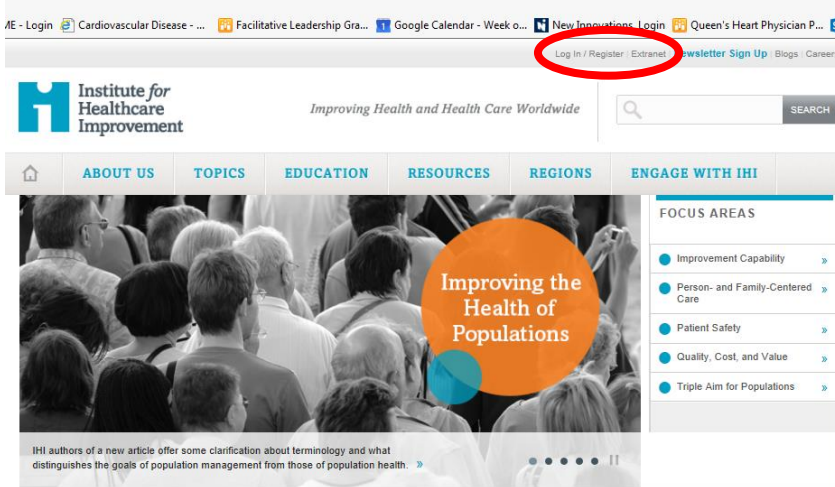 ME - Login Cardiovascular Disease - ... Facilitative Leadership Gra... Google Calendar - Week o... New Innovations Login Queen's Heart Physician P...
Log In / Register Extranet Newsletter Sign Up Blogs Career
Institute for
Healthcare
Improvement
Improving Health and Health Care Worldwide
SEARCH
ABOUT US TOPICS EDUCATION RESOURCES REGIONS ENGAGE WITH IHI
FOCUS AREAS
Improvement Capability »
Person- and Family-Centered
Care »
Patient Safety »
Quality, Cost, and Value »
Triple Aim for Populations »
Improving the
Health of
Populations
IHI authors of a new article offer some clarification about terminology and what
distinguishes the goals of population management from those of population health. »